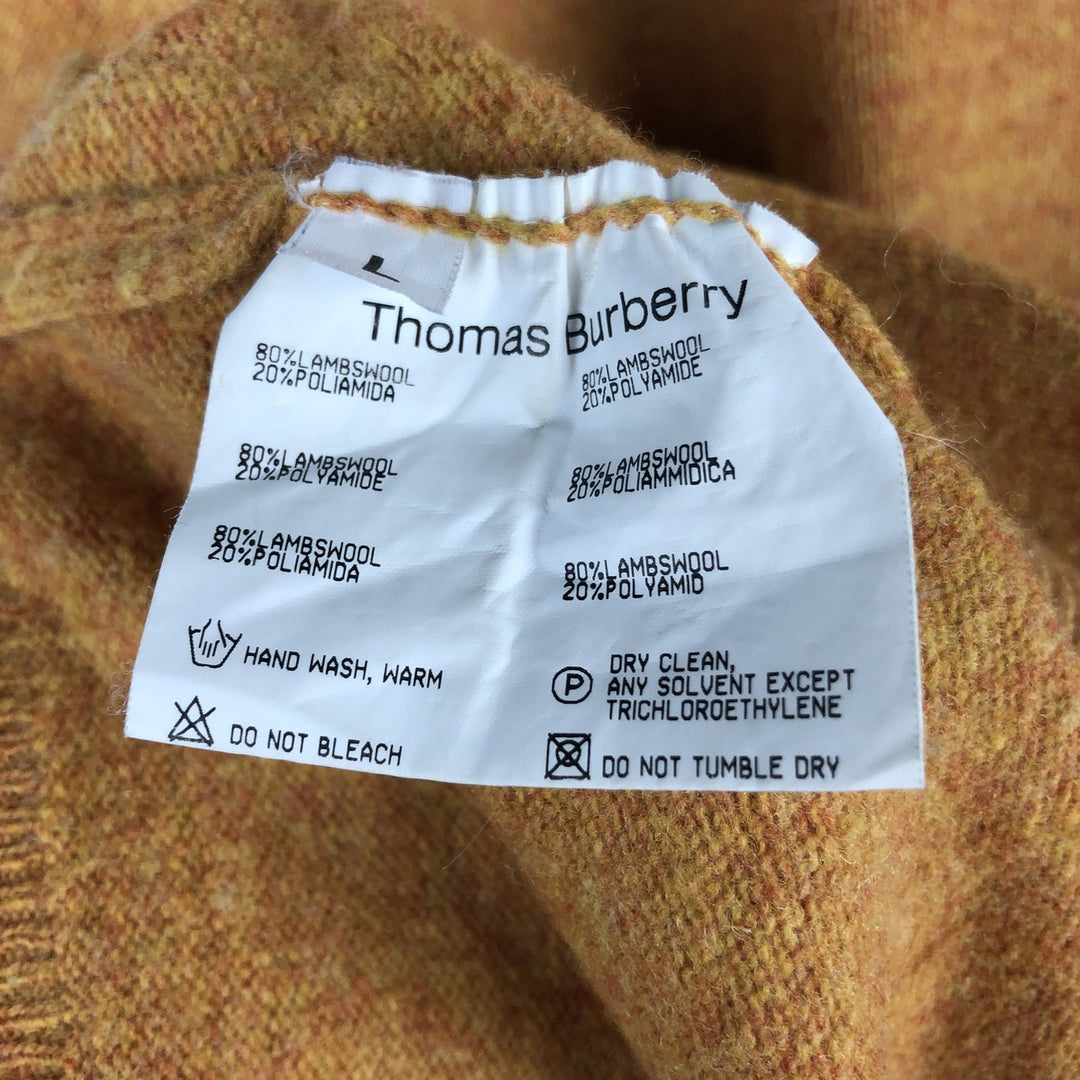 L
Thomas Burberry
80%LAMBSWOOL
20%POLIAMIDA
80%LAMBSWOOL
20%POLYAMIDE
80%LAMBSWOOL
20%POLYAMIDE
80%LAMBSWOOL
20%POLIAMMIDICA
80%LAMBSWOOL
20%POLIAMIDA
80%LAMBSWOOL
20%POLYAMID
HAND WASH, WARM
DO NOT BLEACH
P
DRY CLEAN,
ANY SOLVENT EXCEPT
TRICHLOROETHYLENE
DO NOT TUMBLE DRY